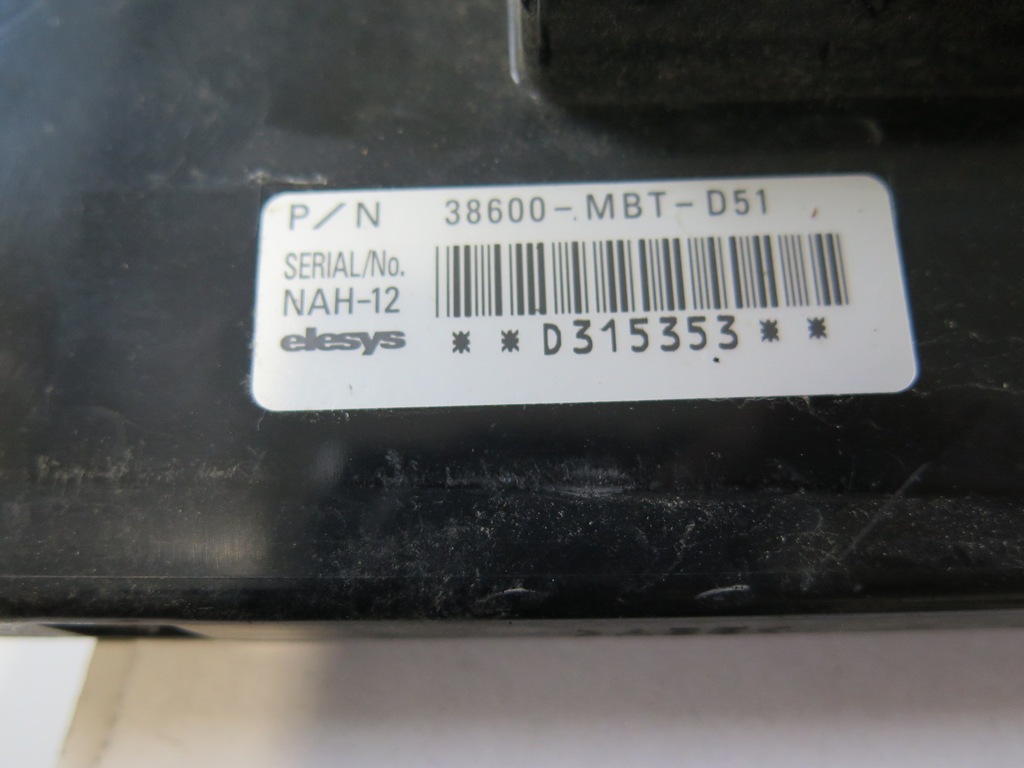 P/N 38600-MBT-D51
SERIAL/No.
NAH-12
elesys **D315353**